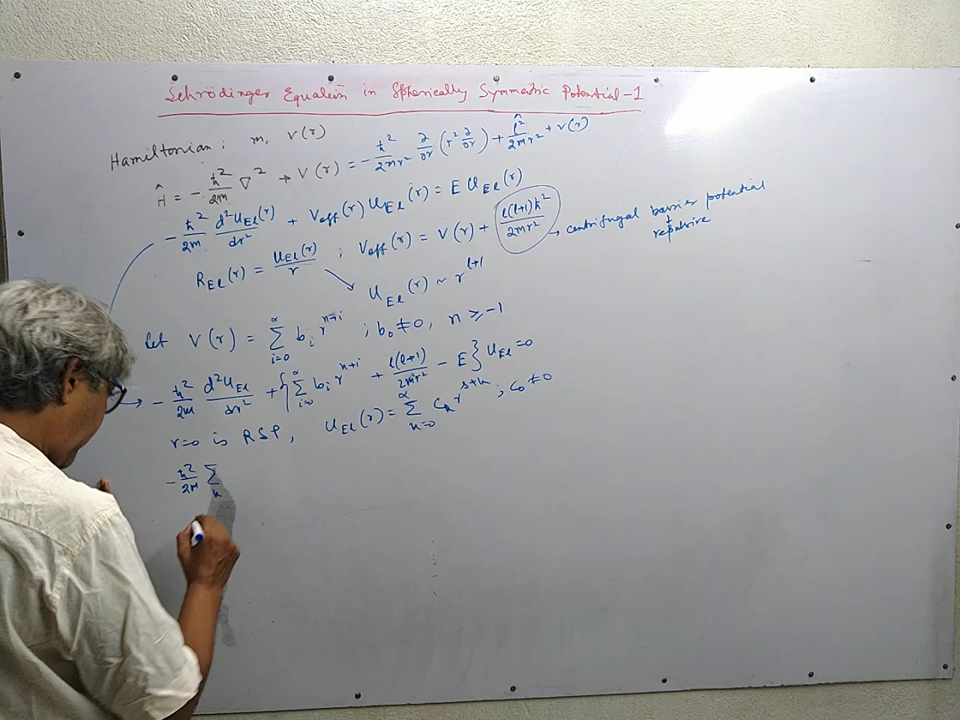 Schrödinger Equation in Spherically Symmetric Potential - 1
Hamiltonian: m, V(r)
Ĥ = - ħ²/2m ∇² + V(r) = - ħ²/2mr² ∂/∂r (r² ∂/∂r) + l̂²/2mr² + V(r)
- ħ²/2m d²U_El(r)/dr² + V_eff(r) U_El(r) = E U_El(r)
R_El(r) = U_El(r)/r ; V_eff(r) = V(r) + l(l+1)ħ²/2mr² → centrifugal barrier potential
↓ repulsive
U_El(r) ~ r^(l+1)
Let V(r) = Σ_{i=0}^{∝} b_i r^{n+i} ; b₀ ≠ 0, n ≥ -1
→ - ħ²/2m d²U_El/dr² + {Σ_{i=0}^{∝} b_i r^{n+i} + l(l+1)/2mr² - E} U_El = 0
r=0 is RSP, U_El(r) = Σ_{k=0}^{∝} C_k r^{s+k} ; C₀ ≠ 0
- ħ²/2m Σ_k